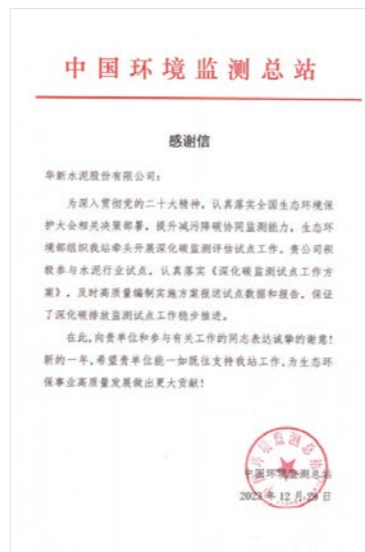 中国环境监测总站
感谢信
华新水泥股份有限公司：
为深入贯彻党的二十大精神，认真落实全国生态环境保
护大会相关决策部署，提升减污降碳协同监测能力，生态环
境部组织我站牵头开展深化碳监测评估试点工作。贵公司积
极参与水泥行业试点，认真落实《深化碳监测试点工作方
案》，及时高质量编制实施方案报送试点数据和报告，保证
了深化碳排放监测试点工作稳步推进。
在此，向贵单位和参与有关工作的同志表达诚挚的谢意！
新的一年，希望贵单位能一如既往支持我站工作，为生态环
保事业高质量发展做出更大贡献！
中国环境监测总站
中国环境监测总站
2023年12月28日